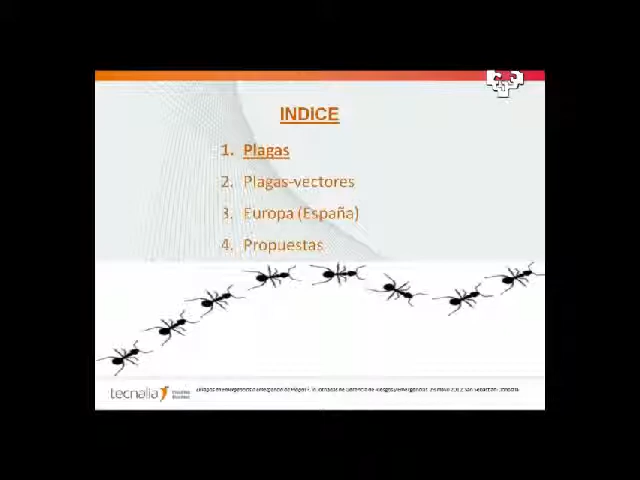 INDICE
1. Plagas
2. Plagas-vectores
3. Europa (España)
4. Propuestas
tecnalia